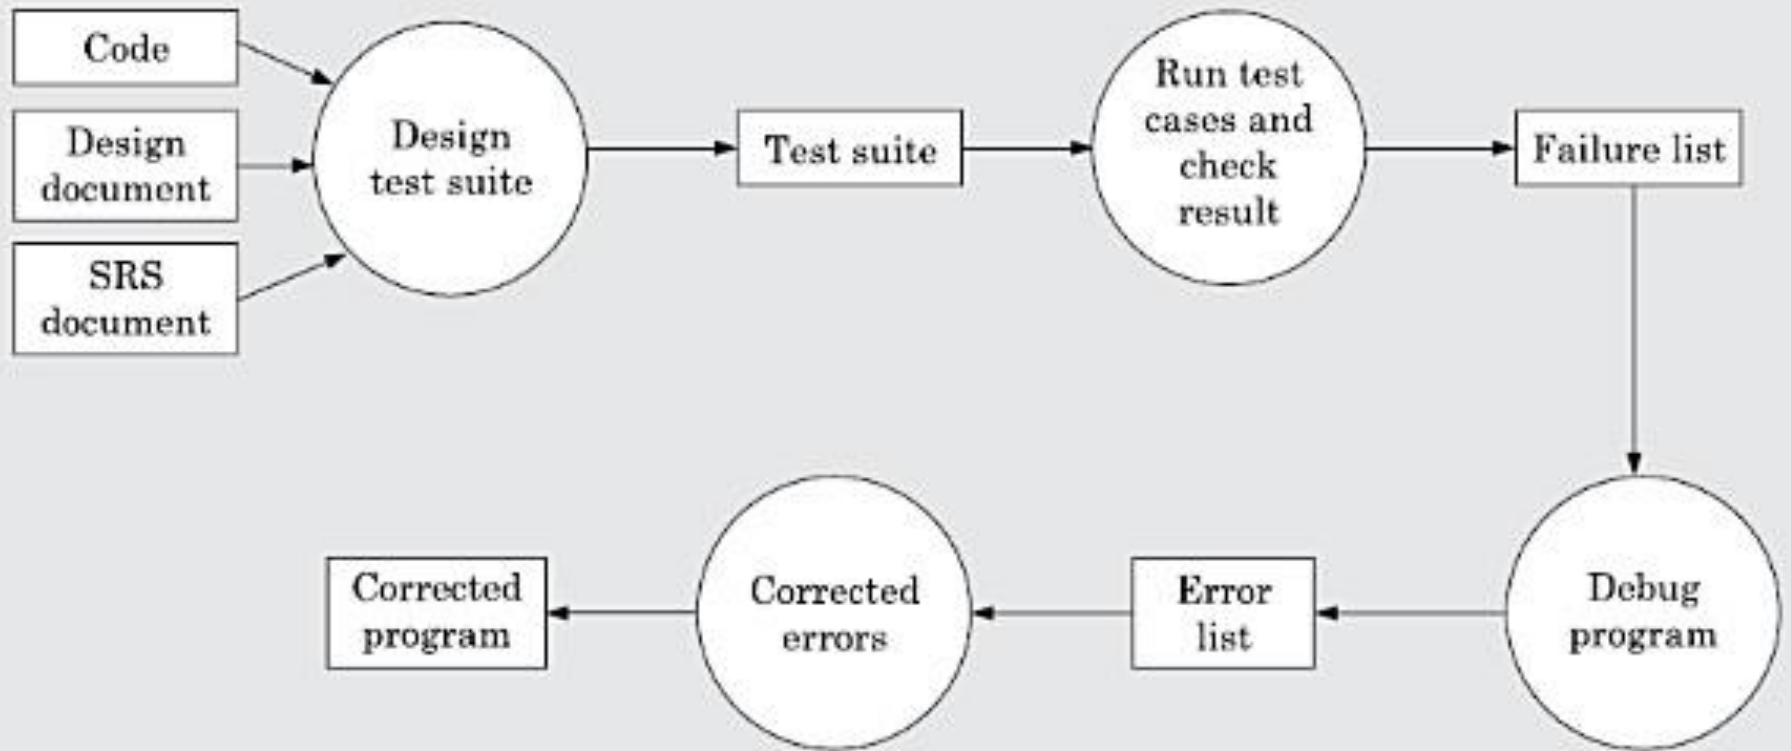 Code
Design
document
SRS
document
Design
test suite
Test suite
Run test
cases and
check
result
Failure list
Debug
program
Error
list
Corrected
errors
Corrected
program